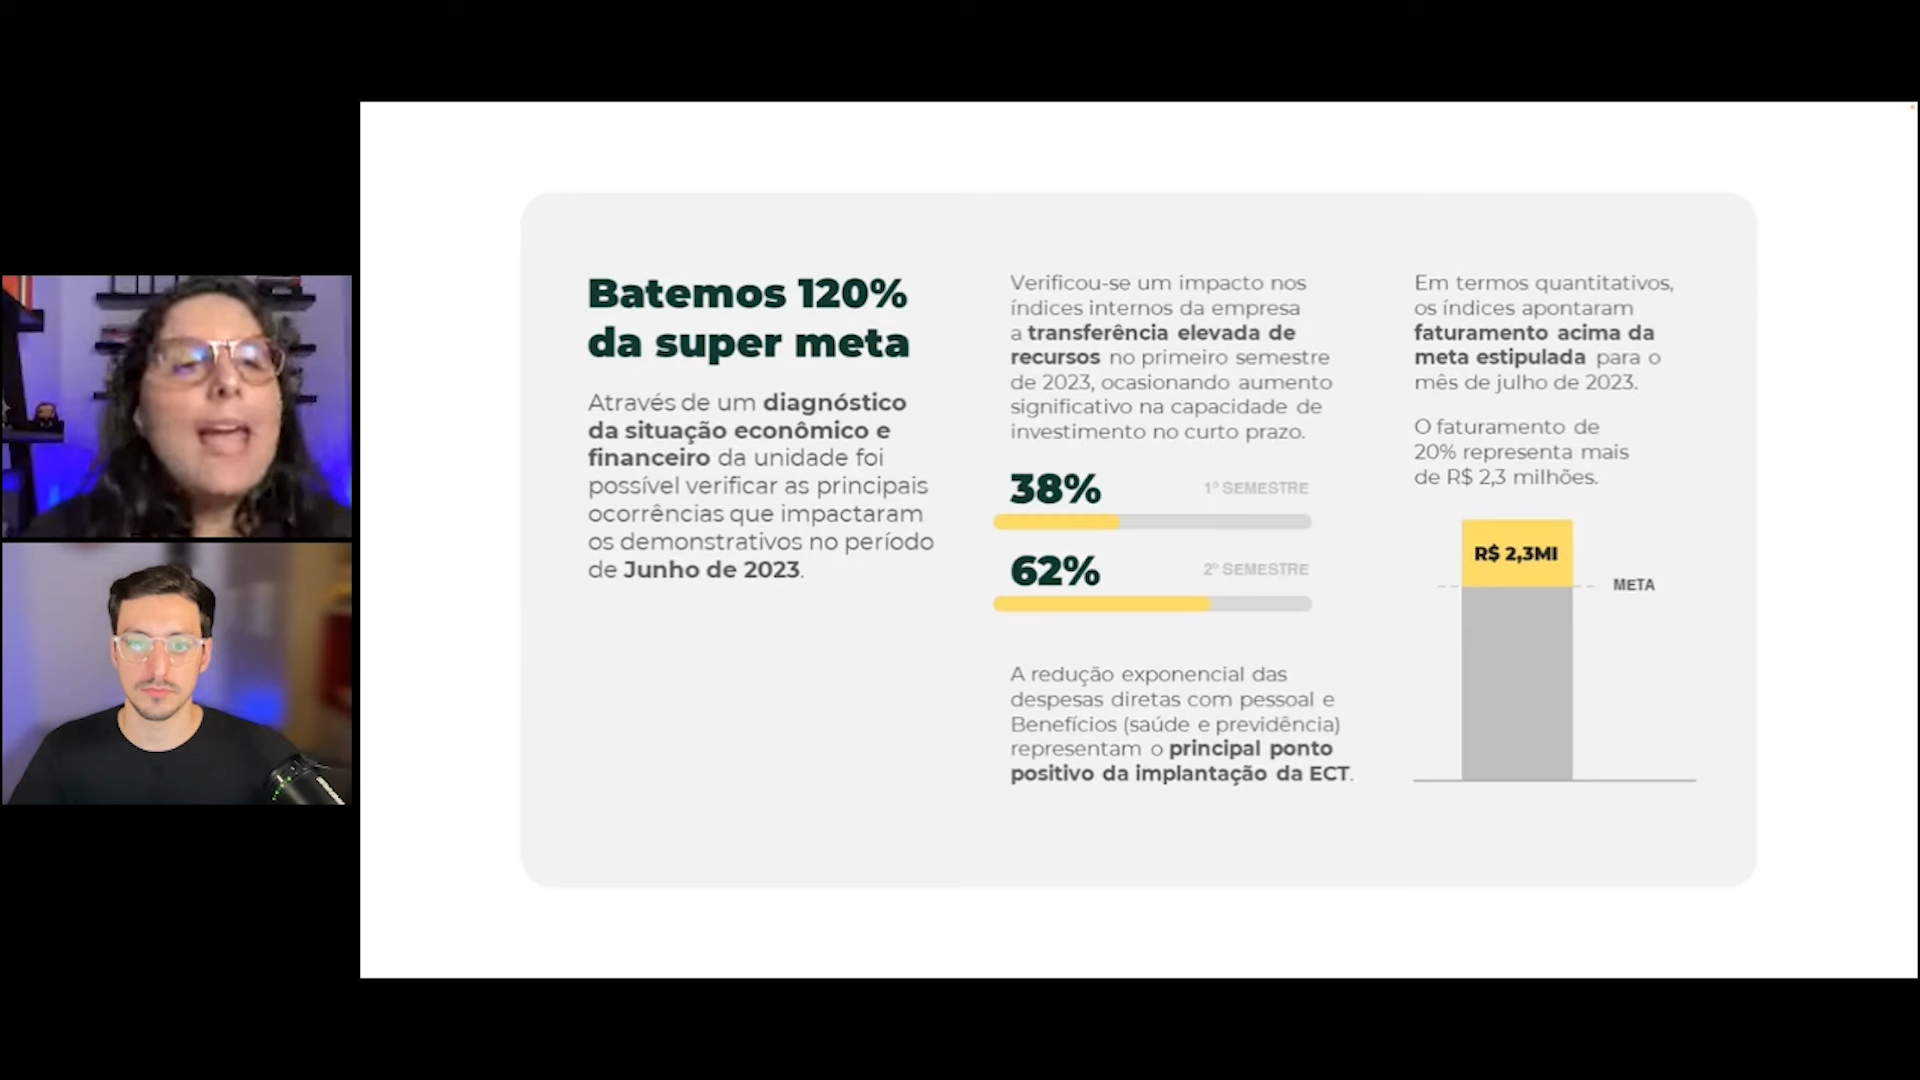 Batemos 120%
da super meta
Através de um diagnóstico
da situação econômico e
financeiro da unidade foi
possível verificar as principais
ocorrências que impactaram
os demonstrativos no período
de Junho de 2023.
Verificou-se um impacto nos
índices internos da empresa
a transferência elevada de
recursos no primeiro semestre
de 2023, ocasionando aumento
significativo na capacidade de
investimento no curto prazo.
38% 1º SEMESTRE
62% 2º SEMESTRE
A redução exponencial das
despesas diretas com pessoal e
Benefícios (saúde e previdência)
representam o principal ponto
positivo da implantação da ECT.
Em termos quantitativos,
os índices apontaram
faturamento acima da
meta estipulada para o
mês de julho de 2023.
O faturamento de
20% representa mais
de R$ 2,3 milhões.
R$ 2,3MI
META